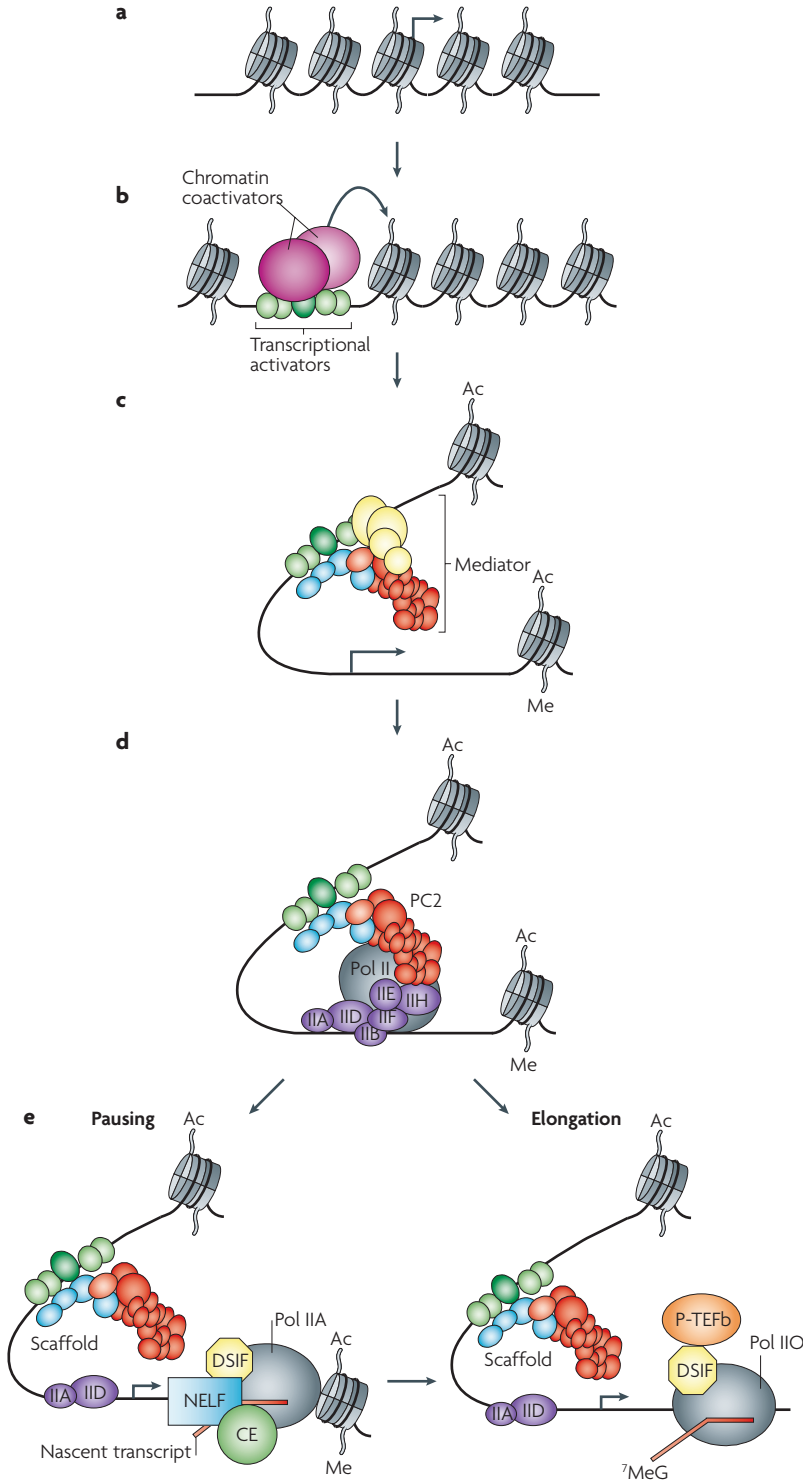 a
b
Chromatin
coactivators
Transcriptional
activators
c
Ac
Mediator
Ac
Me
d
Ac
PC2
Pol II
IIE
IIH
IIA
IID
IIF
IIB
Ac
Me
e
Pausing
Elongation
Ac
Ac
Scaffold
Pol IIA
Ac
DSIF
IIA
IID
NELF
CE
Nascent transcript
Me
P-TEFb
Scaffold
DSIF
Pol IIO
IIA
IID
⁷MeG